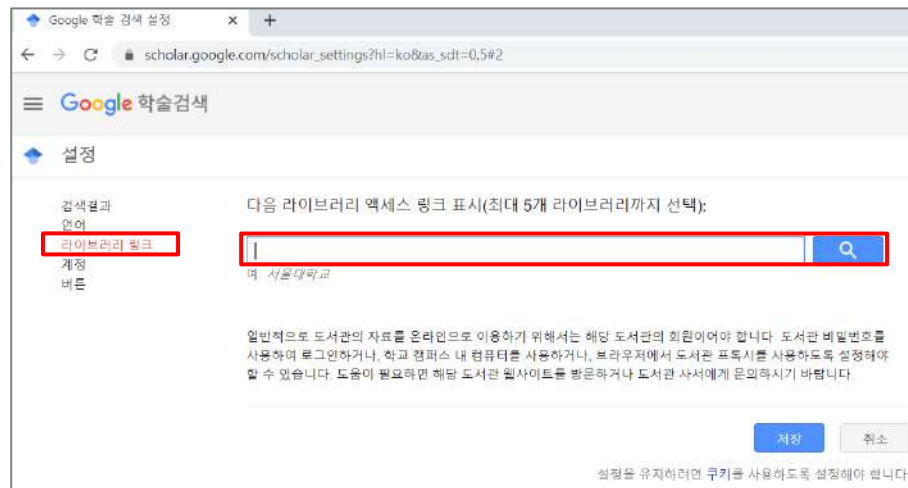 Google 학술 검색 설정
scholar.google.com/scholar_settings?hl=ko&as_sdt=0,5#2
Google 학술검색
설정
검색결과
언어
라이브러리 링크
계정
버튼
다음 라이브러리 액세스 링크 표시(최대 5개 라이브러리까지 선택):
예: 서울대학교
일반적으로 도서관의 자료를 온라인으로 이용하기 위해서는 해당 도서관의 회원이어야 합니다. 도서관 비밀번호를
사용하여 로그인하거나, 학교 캠퍼스 내 컴퓨터를 사용하거나, 브라우저에서 도서관 프록시를 사용하도록 설정해야
할 수 있습니다. 도움이 필요하면 해당 도서관 웹사이트를 방문하거나 도서관 사서에게 문의하시기 바랍니다.
저장
취소
설정을 유지하려면 쿠키를 사용하도록 설정해야 합니다